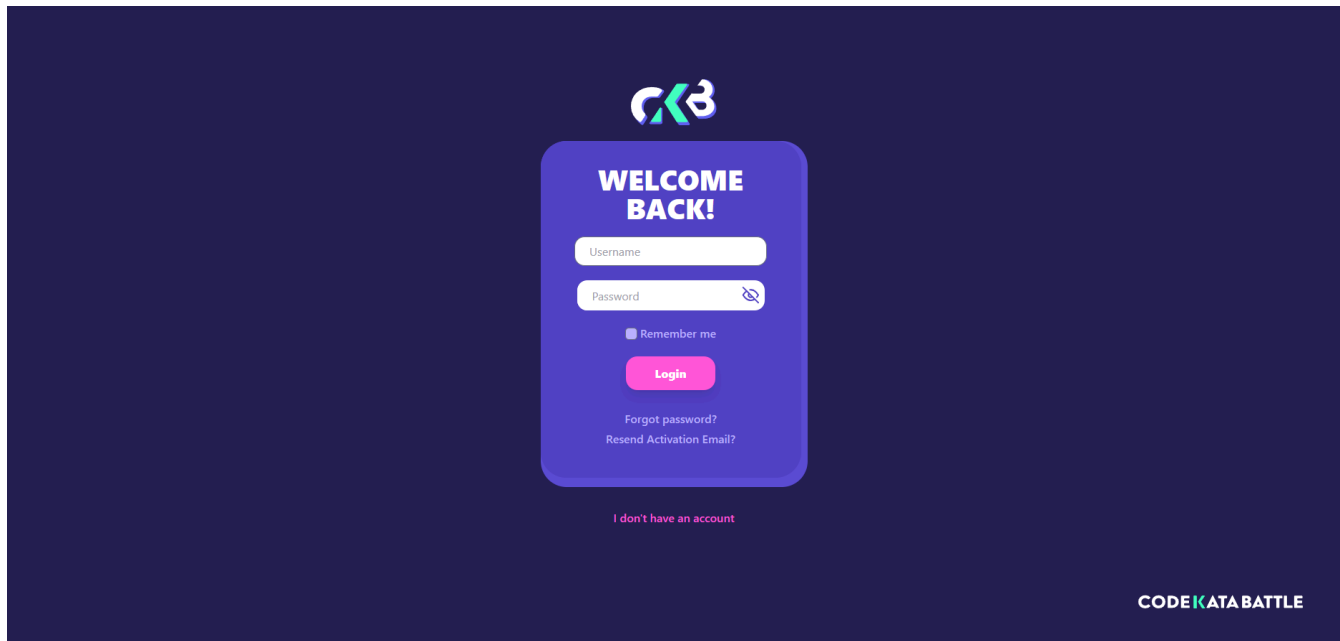 CKB
WELCOME
BACK!
Username
Password
Remember me
Login
Forgot password?
Resend Activation Email?
I don't have an account
CODE KATA BATTLE